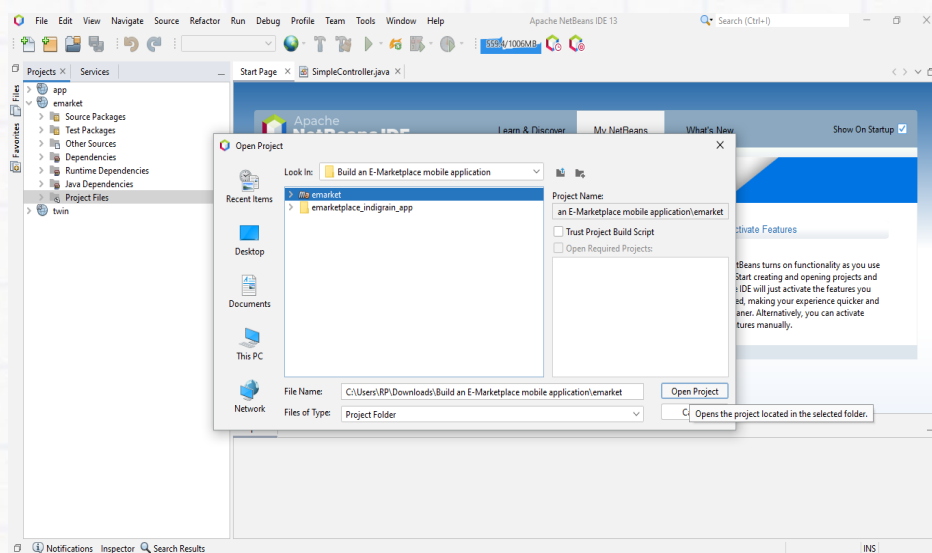 File Edit View Navigate Source Refactor Run Debug Profile Team Tools Window Help
Apache NetBeans IDE 13
Search (Ctrl+I)
/1006MB
Projects
Services
Start Page
SimpleController.java
Files
Favorites
app
emarket
Source Packages
Test Packages
Other Sources
Dependencies
Runtime Dependencies
Java Dependencies
Project Files
twin
Apache
NetBeans IDE
Learn & Discover
My NetBeans
What's New
Show On Startup
Open Project
Look In:
Build an E-Marketplace mobile application
Recent Items
Desktop
Documents
This PC
Network
emarket
emarketplace_indigrain_app
Project Name:
an E-Marketplace mobile application\emarket
Trust Project Build Script
Open Required Projects:
File Name:
C:\Users\RP\Downloads\Build an E-Marketplace mobile application\emarket
Open Project
Files of Type:
Project Folder
Opens the project located in the selected folder.
Features
turns on functionality as you use
creating and opening projects and
IDE will just activate the features you
making your experience quicker and
Alternatively, you can activate
manually.
Notifications
Inspector
Search Results
INS